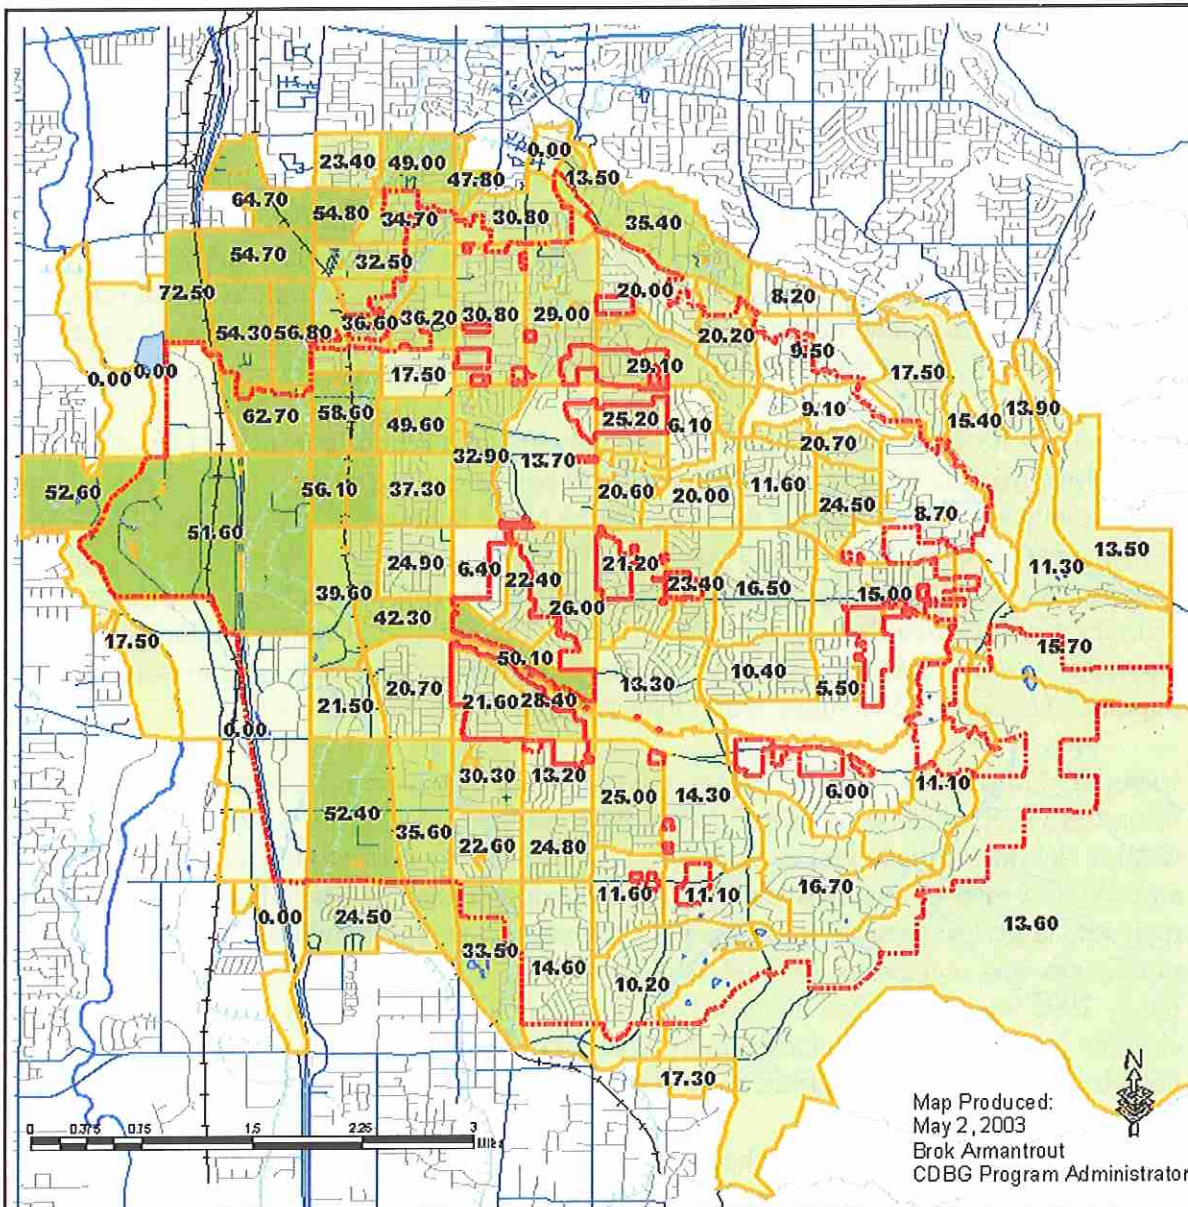 0.00
23.40 49.00
47.80 13.50
64.70 54.80 34.70 30.80 35.40
54.70 32.50
72.50 20.00 8.20
54.30 56.80 36.60 36.20 30.80 29.00 20.20
9.50
0.00 0.00 17.50 29.10 17.50
62.70 58.60 49.60 25.20 6.10 9.10 15.40 13.90
32.90 13.70 20.70
52.60 56.10 37.30 20.60 20.00 11.60 24.50
51.60 8.70
24.90 6.40 22.40 21.20 23.40 16.50 15.00 11.30 13.50
39.60 42.30 26.00
17.50 50.10 13.30 10.40 15.70
21.50 20.70 21.60 28.40 5.50
0.00
30.30 13.20 25.00 14.30 6.00 11.10
52.40 35.60 22.60 24.80
0.00 24.50 11.60 11.10 16.70 13.60
33.50 14.60 10.20
17.30
N
0 0.375 0.75 1.5 2.25 3
Miles
Map Produced:
May 2, 2003
Brok Armantrout
CDBG Program Administrator